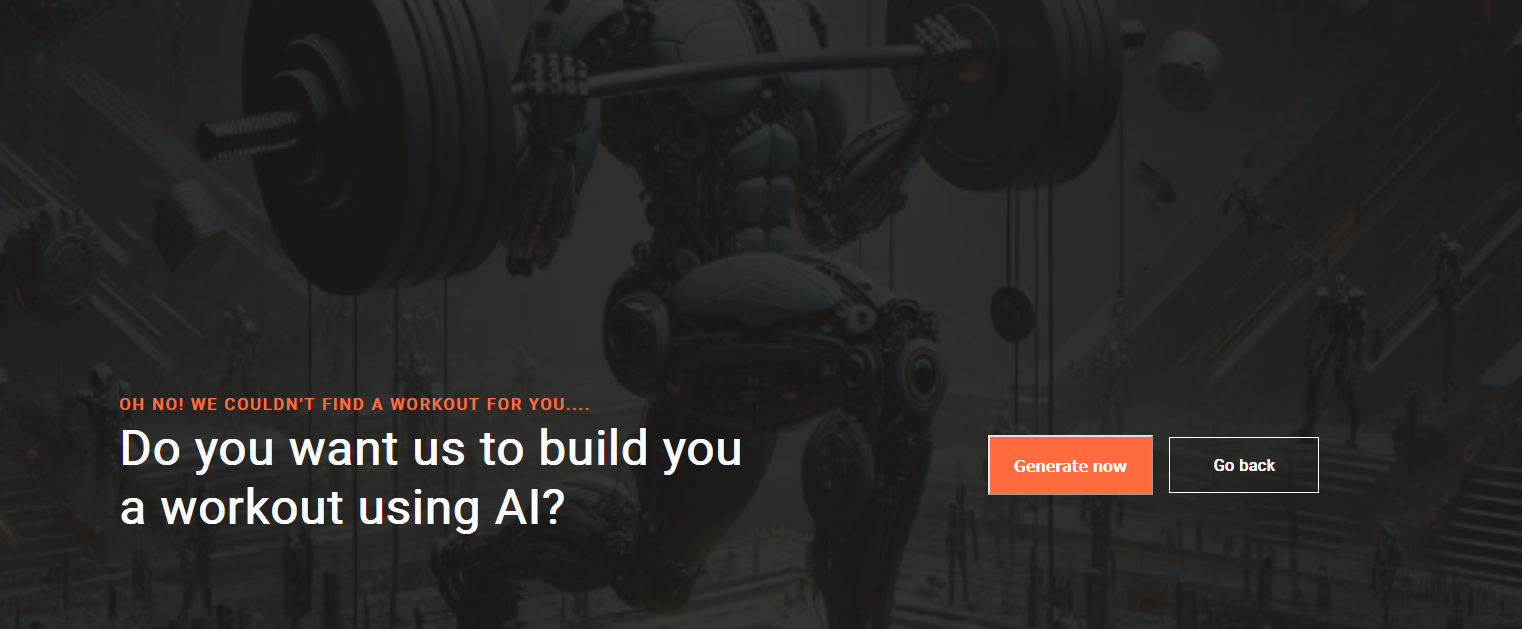 OH NO! WE COULDN'T FIND A WORKOUT FOR YOU....
Do you want us to build you
a workout using AI?
Generate now
Go back